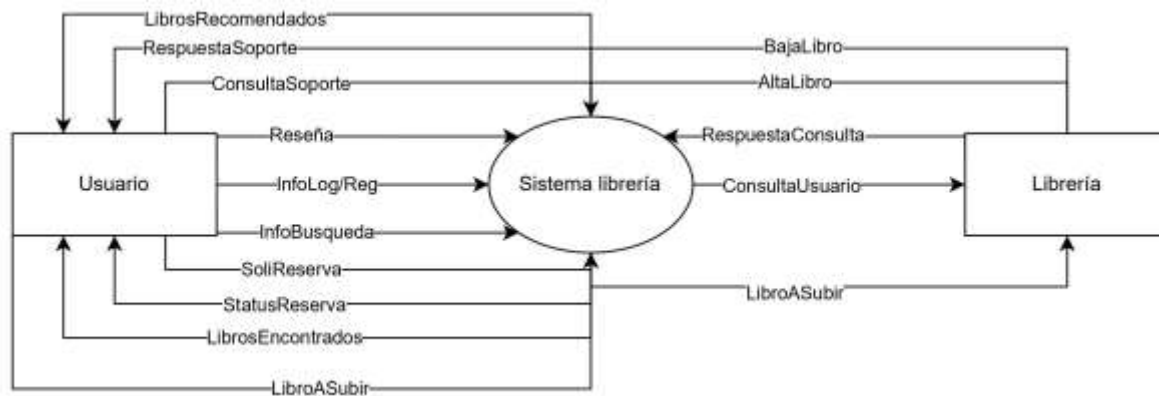 LibrosRecomendados
RespuestaSoporte
BajaLibro
ConsultaSoporte
AltaLibro
Reseña
RespuestaConsulta
Usuario
InfoLog/Reg
Sistema librería
ConsultaUsuario
Librería
InfoBusqueda
SoliReserva
LibroASubir
StatusReserva
LibrosEncontrados
LibroASubir